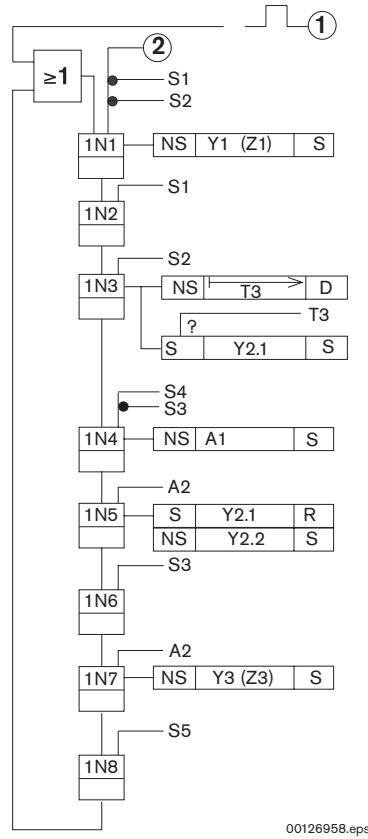 1
2
≥1
S1
S2
1N1 NS Y1 (Z1) S
S1
1N2
S2
1N3 NS T3 D
T3
?
S Y2.1 S
S4
S3
1N4 NS A1 S
A2
1N5 S Y2.1 R
NS Y2.2 S
S3
1N6
A2
1N7 NS Y3 (Z3) S
S5
1N8
00126958.eps